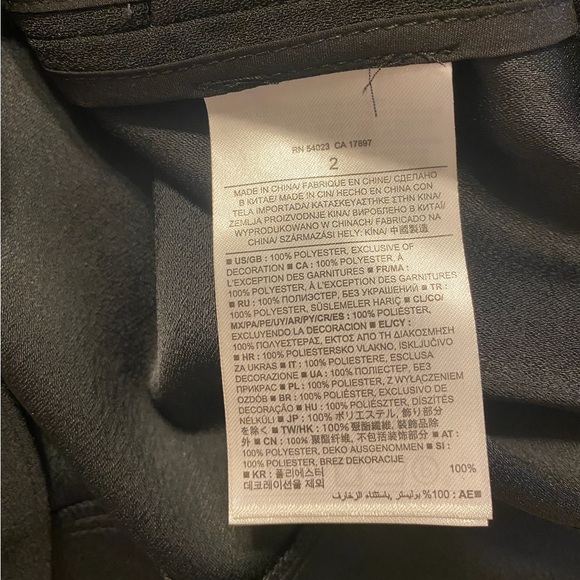 RN 54023 CA 17897
2
MADE IN CHINA/ FABRIQUE EN CHINE/ СДЕЛАНО
В КИТАЕ/ MADE IN CIN/ HECHO EN CHINA CON
TELA IMPORTADA/ ΚΑΤΑΣΚΕΥΑΣΤΗΚΕ ΣΤΗΝ ΚΙΝΑ/
ZEMLJA PROIZVODNJE KINA/ ВИРОБЛЕНО В КИТАЇ/
WYPRODUKOWANO W CHINACH/ FABRICADO NA
CHINA/ SZÁRMAZÁSI HELY: KÍNA/ 中國製造
■ US/GB : 100% POLYESTER, EXCLUSIVE OF
DECORATION ■ CA : 100% POLYESTER, À
L'EXCEPTION DES GARNITURES ■ FR/MA :
100% POLYESTER, À L'EXCEPTION DES GARNITURES
■ RU : 100% ПОЛИЭСТЕР, БЕЗ УКРАШЕНИЙ ■ TR :
100% POLYESTER, SÜSLEMELER HARİÇ ■ CL/CO/
MX/PA/PE/UY/AR/PY/CR/ES : 100% POLIÉSTER,
EXCLUYENDO LA DECORACION ■ EL/CY :
100% ΠΟΛΥΕΣΤΕΡΑΣ, ΕΚΤΟΣ ΑΠΟ ΤΗ ΔΙΑΚΟΣΜΗΣΗ
■ HR : 100% POLIESTERSKO VLAKNO, ISKLJUČIVO
ZA UKRAS ■ IT : 100% POLIESTERE, ESCLUSA
DECORAZIONE ■ UA : 100% ПОЛІЕСТЕР, БЕЗ
ПРИКРАС ■ PL : 100% POLIESTER, Z WYŁĄCZENIEM
OZDÓB ■ BR : 100% POLIÉSTER, EXCLUSIVO DE
DECORAÇÃO ■ HU : 100% POLIÉSZTER, DÍSZÍTÉS
NÉLKÜLI ■ JP : 100% ポリエステル, 飾り部分
を除く ■ TW/HK : 100% 聚酯纖維, 裝飾品除
外 ■ CN : 100% 聚酯纤维, 不包括装饰部分 ■ AT :
100% POLYESTER, DEKO AUSGENOMMEN ■ SI :
100% POLIESTER, BREZ DEKORACIJE
■ KR : 폴리에스터 100%
데코레이션을 제외
■AE : 100% بوليستر، باستثناء الزخارف